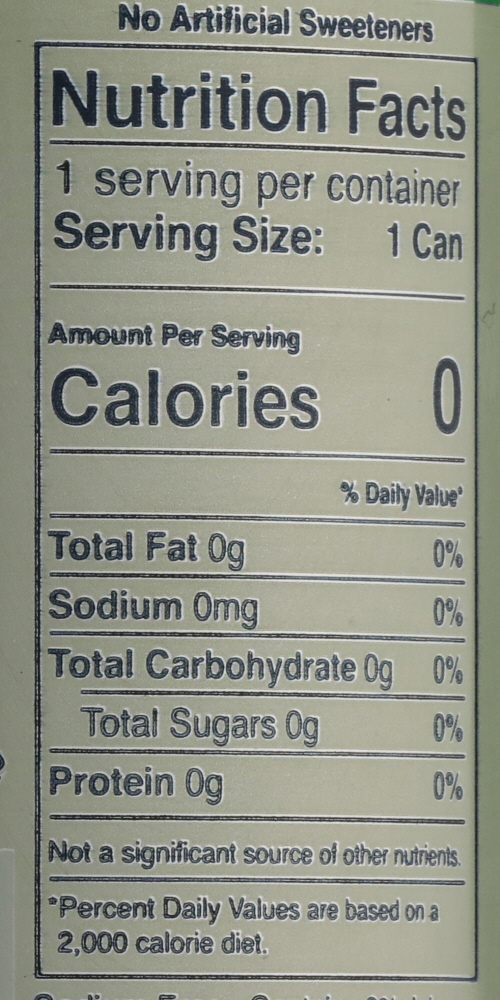 No Artificial Sweeteners
Nutrition Facts
1 serving per container
Serving Size: 1 Can
Amount Per Serving
Calories 0
% Daily Value*
Total Fat 0g 0%
Sodium 0mg 0%
Total Carbohydrate 0g 0%
Total Sugars 0g 0%
Protein 0g 0%
Not a significant source of other nutrients.
*Percent Daily Values are based on a
2,000 calorie diet.